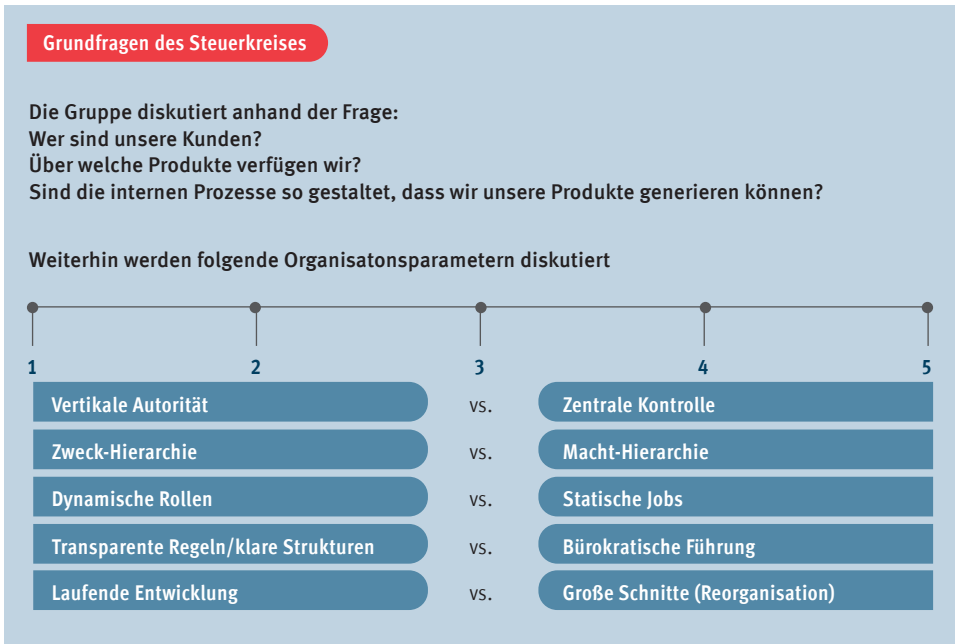 Grundfragen des Steuerkreises
Die Gruppe diskutiert anhand der Frage:
Wer sind unsere Kunden?
Über welche Produkte verfügen wir?
Sind die internen Prozesse so gestaltet, dass wir unsere Produkte generieren können?
Weiterhin werden folgende Organisatonsparametern diskutiert
1 2 3 4 5
Vertikale Autorität vs. Zentrale Kontrolle
Zweck-Hierarchie vs. Macht-Hierarchie
Dynamische Rollen vs. Statische Jobs
Transparente Regeln/klare Strukturen vs. Bürokratische Führung
Laufende Entwicklung vs. Große Schnitte (Reorganisation)